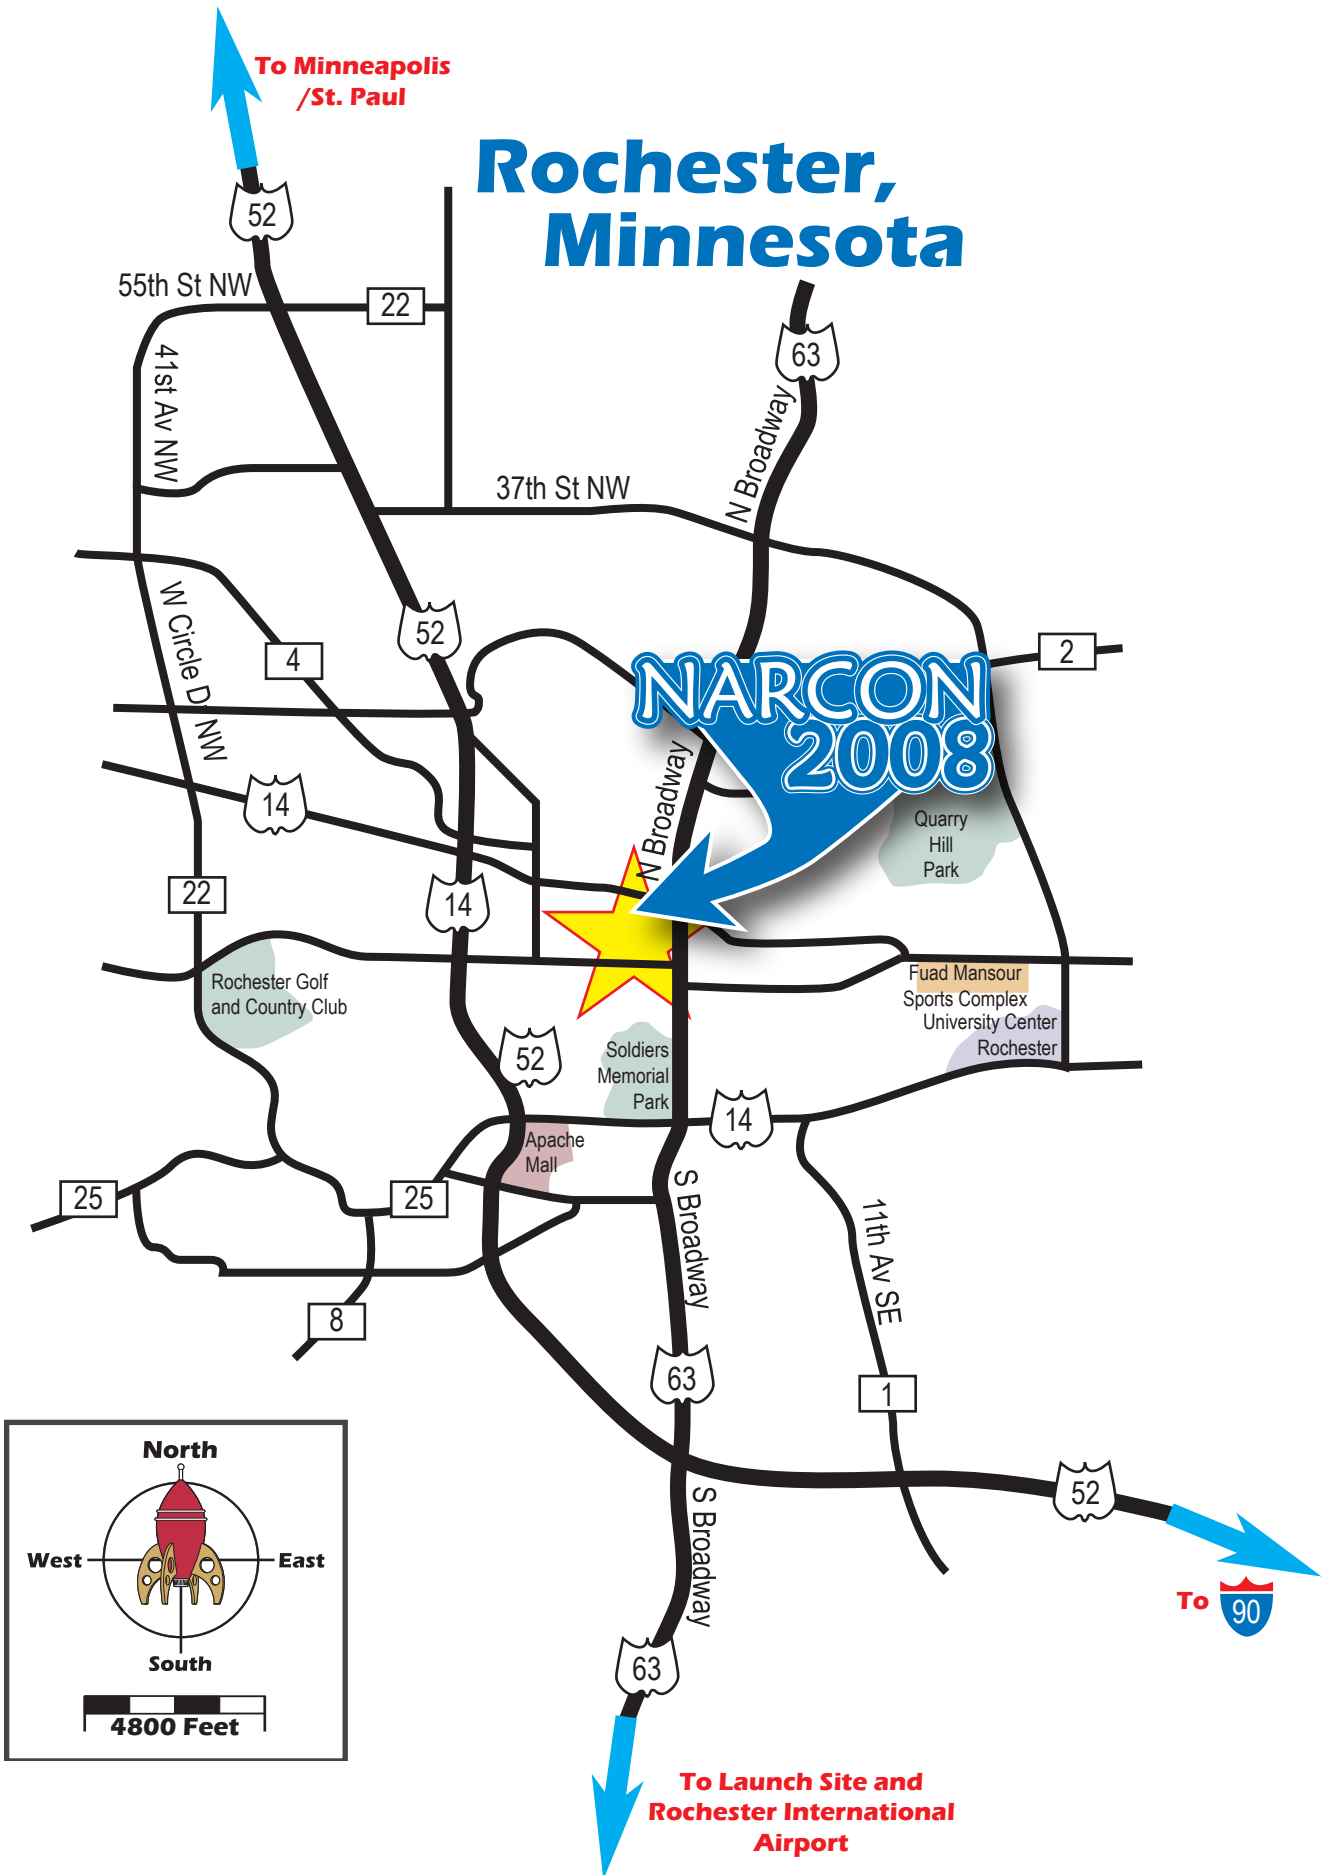 To Minneapolis
/St. Paul
Rochester,
Minnesota
52
55th St NW
22
63
41st Av NW
N Broadway
37th St NW
W Circle Dr NW
52
4
2
NARCON
2008
14
N Broadway
Quarry
Hill
Park
22
14
Rochester Golf
and Country Club
Fuad Mansour
Sports Complex
University Center
Rochester
52
Soldiers
Memorial
Park
14
Apache
Mall
25
25
S Broadway
11th Av SE
8
63
1
North
West
East
South
4800 Feet
S Broadway
52
To
90
63
To Launch Site and
Rochester International
Airport